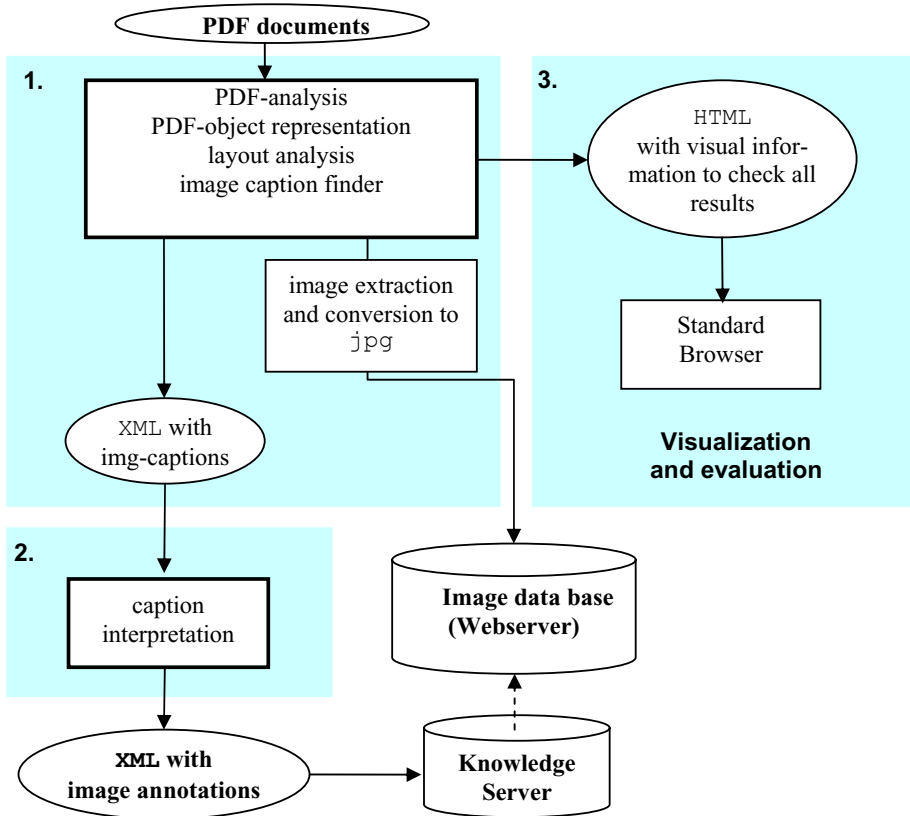 PDF documents
1.
PDF-analysis
PDF-object representation
layout analysis
image caption finder
image extraction
and conversion to
jpg
XML with
img-captions
2.
caption
interpretation
XML with
image annotations
3.
HTML
with visual infor-
mation to check all
results
Standard
Browser
Visualization
and evaluation
Image data base
(Webserver)
Knowledge
Server